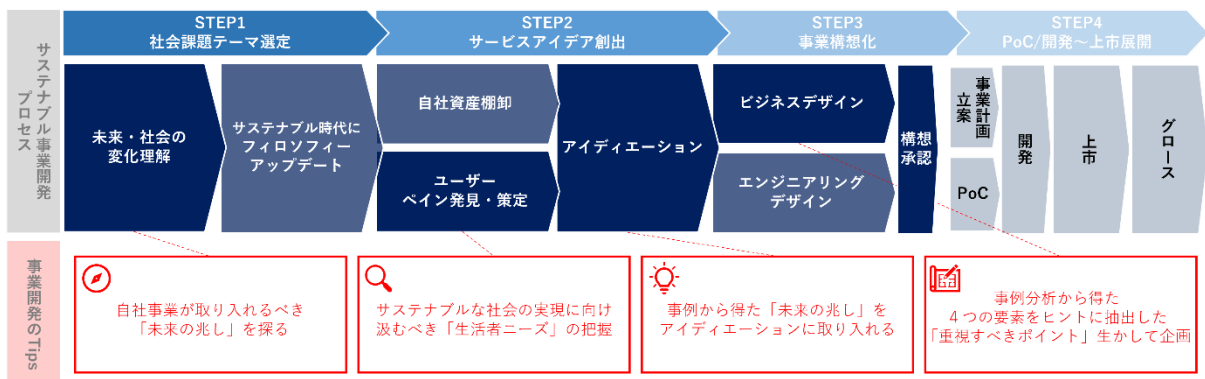 サステナブル事業開発
プロセス
STEP1
社会課題テーマ選定
STEP2
サービスアイデア創出
STEP3
事業構想化
STEP4
PoC/開発～上市展開
未来・社会の
変化理解
サステナブル時代に
フィロソフィー
アップデート
自社資産棚卸
ユーザー
ペイン発見・策定
アイディエーション
ビジネスデザイン
エンジニアリング
デザイン
構想
承認
事業計画
立案
PoC
開発
上市
グロース
事業開発のTips
自社事業が取り入れるべき
「未来の兆し」を探る
サステナブルな社会の実現に向け
汲むべき「生活者ニーズ」の把握
事例から得た「未来の兆し」を
アイディエーションに取り入れる
事例分析から得た
４つの要素をヒントに抽出した
「重視すべきポイント」生かして企画